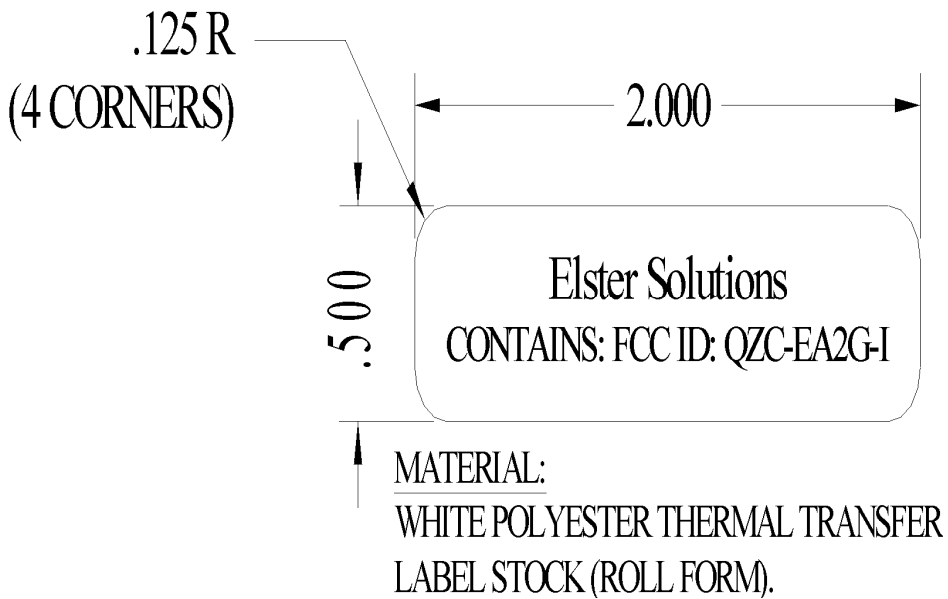 .125 R
(4 CORNERS)
2.000
.500
Elster Solutions
CONTAINS: FCC ID: QZC-EA2G-I
MATERIAL:
WHITE POLYESTER THERMAL TRANSFER
LABEL STOCK (ROLL FORM).